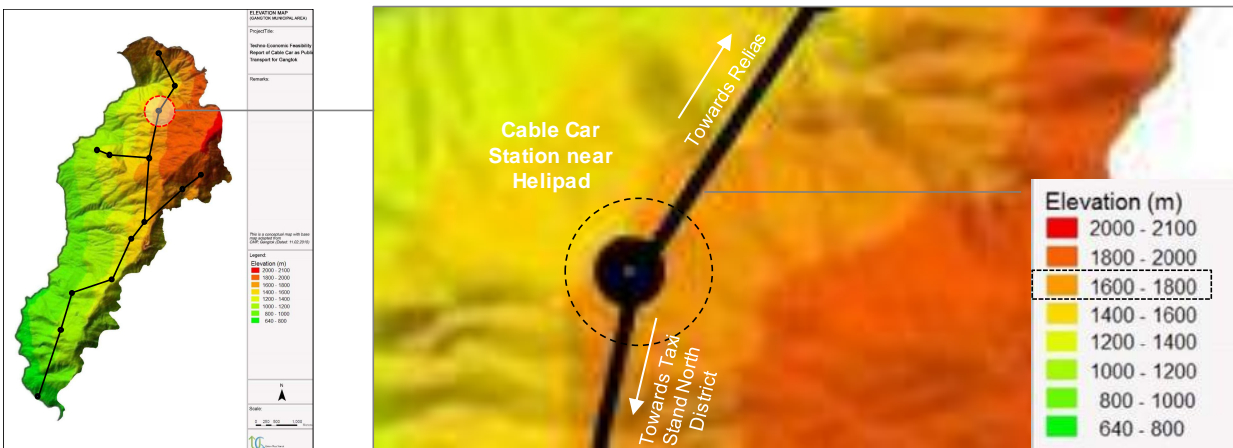 ELEVATION MAP
(GANGTOK MUNICIPAL AREA)
ProjectTitle:
Techno Economic Feasibility
Report of Cable Car as Publi
Transport for Gangtok
Remarks:
This is a conceptual map with base
map adapted from
Legend:
Elevation (m)
2000 - 2100
1800 - 2000
1600 - 1800
1400 - 1600
1200 - 1400
1000 - 1200
800 - 1000
640 - 800
N
Scale:
Cable Car
Station near
Helipad
Towards Relias
Towards Taxi
Stand North
District
Elevation (m)
2000 - 2100
1800 - 2000
1600 - 1800
1400 - 1600
1200 - 1400
1000 - 1200
800 - 1000
640 - 800